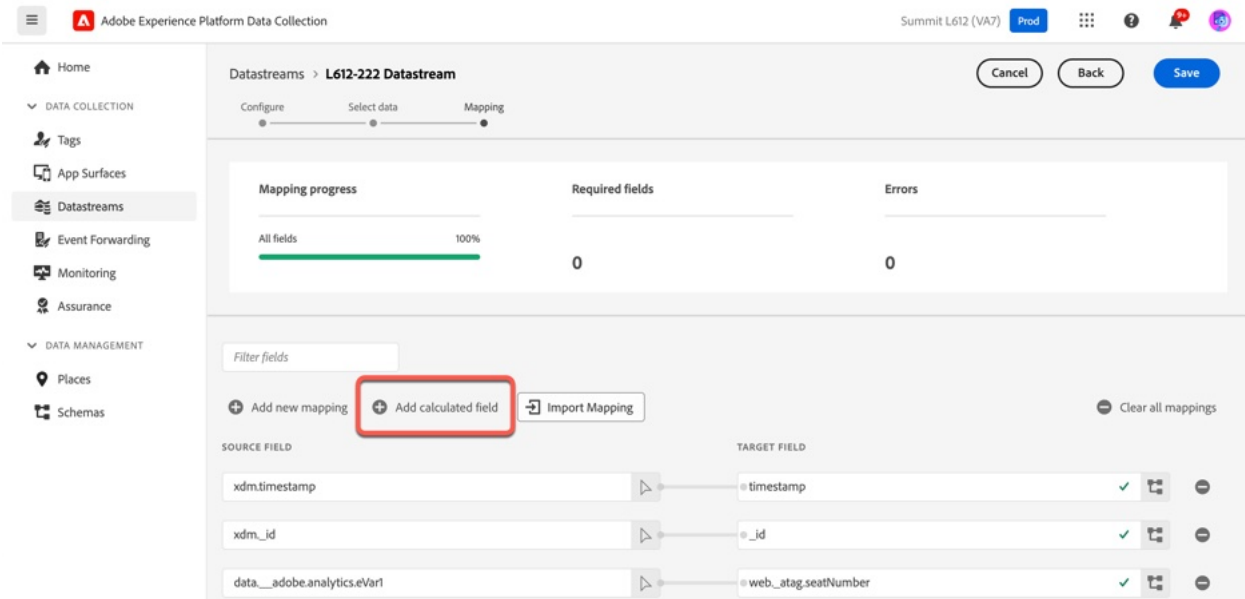 Adobe Experience Platform Data Collection
Summit L612 (VA7)
Prod
9+
Home
DATA COLLECTION
Tags
App Surfaces
Datastreams
Event Forwarding
Monitoring
Assurance
DATA MANAGEMENT
Places
Schemas
Datastreams > L612-222 Datastream
Cancel
Back
Save
Configure
Select data
Mapping
Mapping progress
Required fields
Errors
All fields
100%
0
0
Filter fields
Add new mapping
Add calculated field
Import Mapping
Clear all mappings
SOURCE FIELD
TARGET FIELD
xdm.timestamp
timestamp
xdm._id
_id
data.__adobe.analytics.eVar1
web._atag.seatNumber